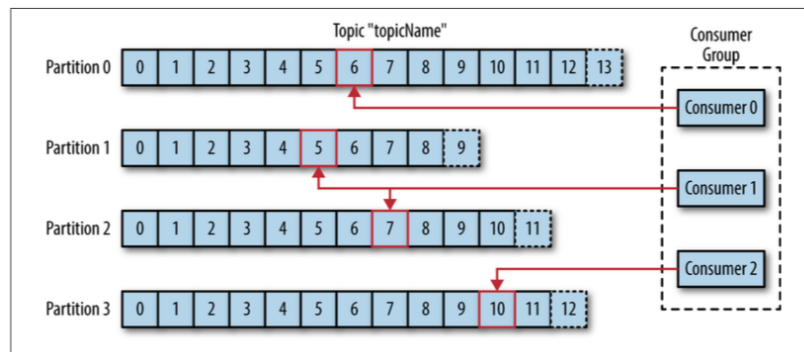 Topic "topicName"
Consumer
Group
Partition 0 0 1 2 3 4 5 6 7 8 9 10 11 12 13
Consumer 0
Partition 1 0 1 2 3 4 5 6 7 8 9
Consumer 1
Partition 2 0 1 2 3 4 5 6 7 8 9 10 11
Consumer 2
Partition 3 0 1 2 3 4 5 6 7 8 9 10 11 12